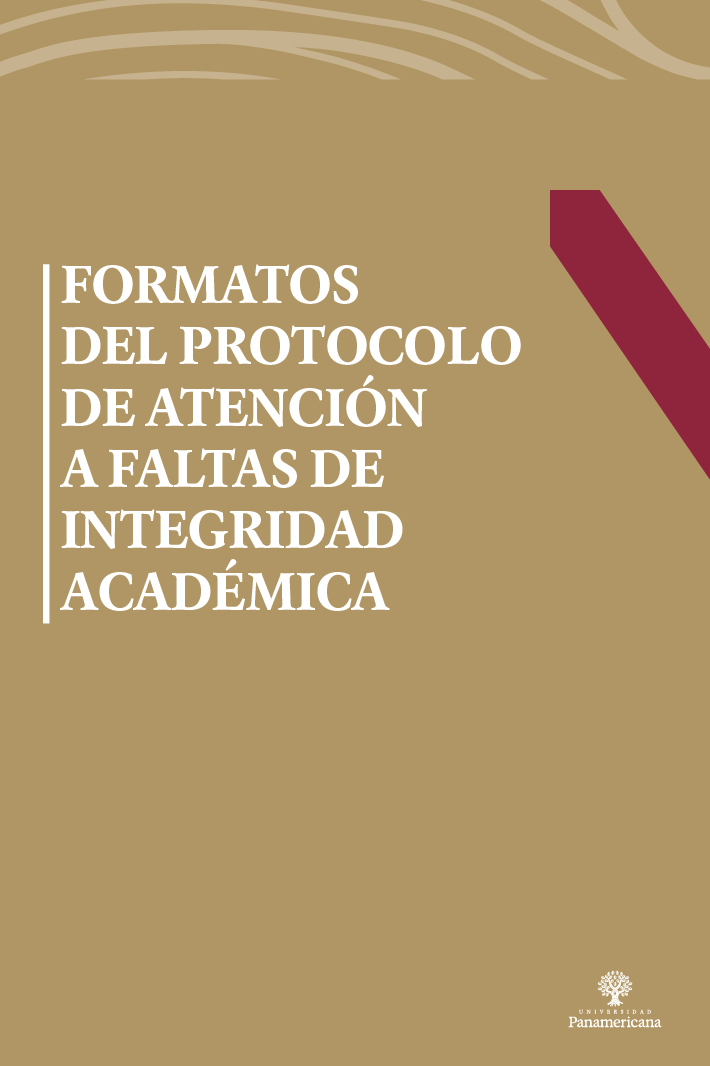 FORMATOS
DEL PROTOCOLO
DE ATENCIÓN
A FALTAS DE
INTEGRIDAD
ACADÉMICA
UNIVERSIDAD
Panamericana